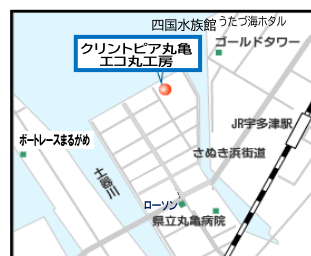 四国水族館 うたづ海ホタル
ゴールドタワー
クリントピア丸亀
エコ丸工房
JR宇多津駅
ボートレースまるがめ
さぬき浜街道
土器川
ローソン
県立丸亀病院